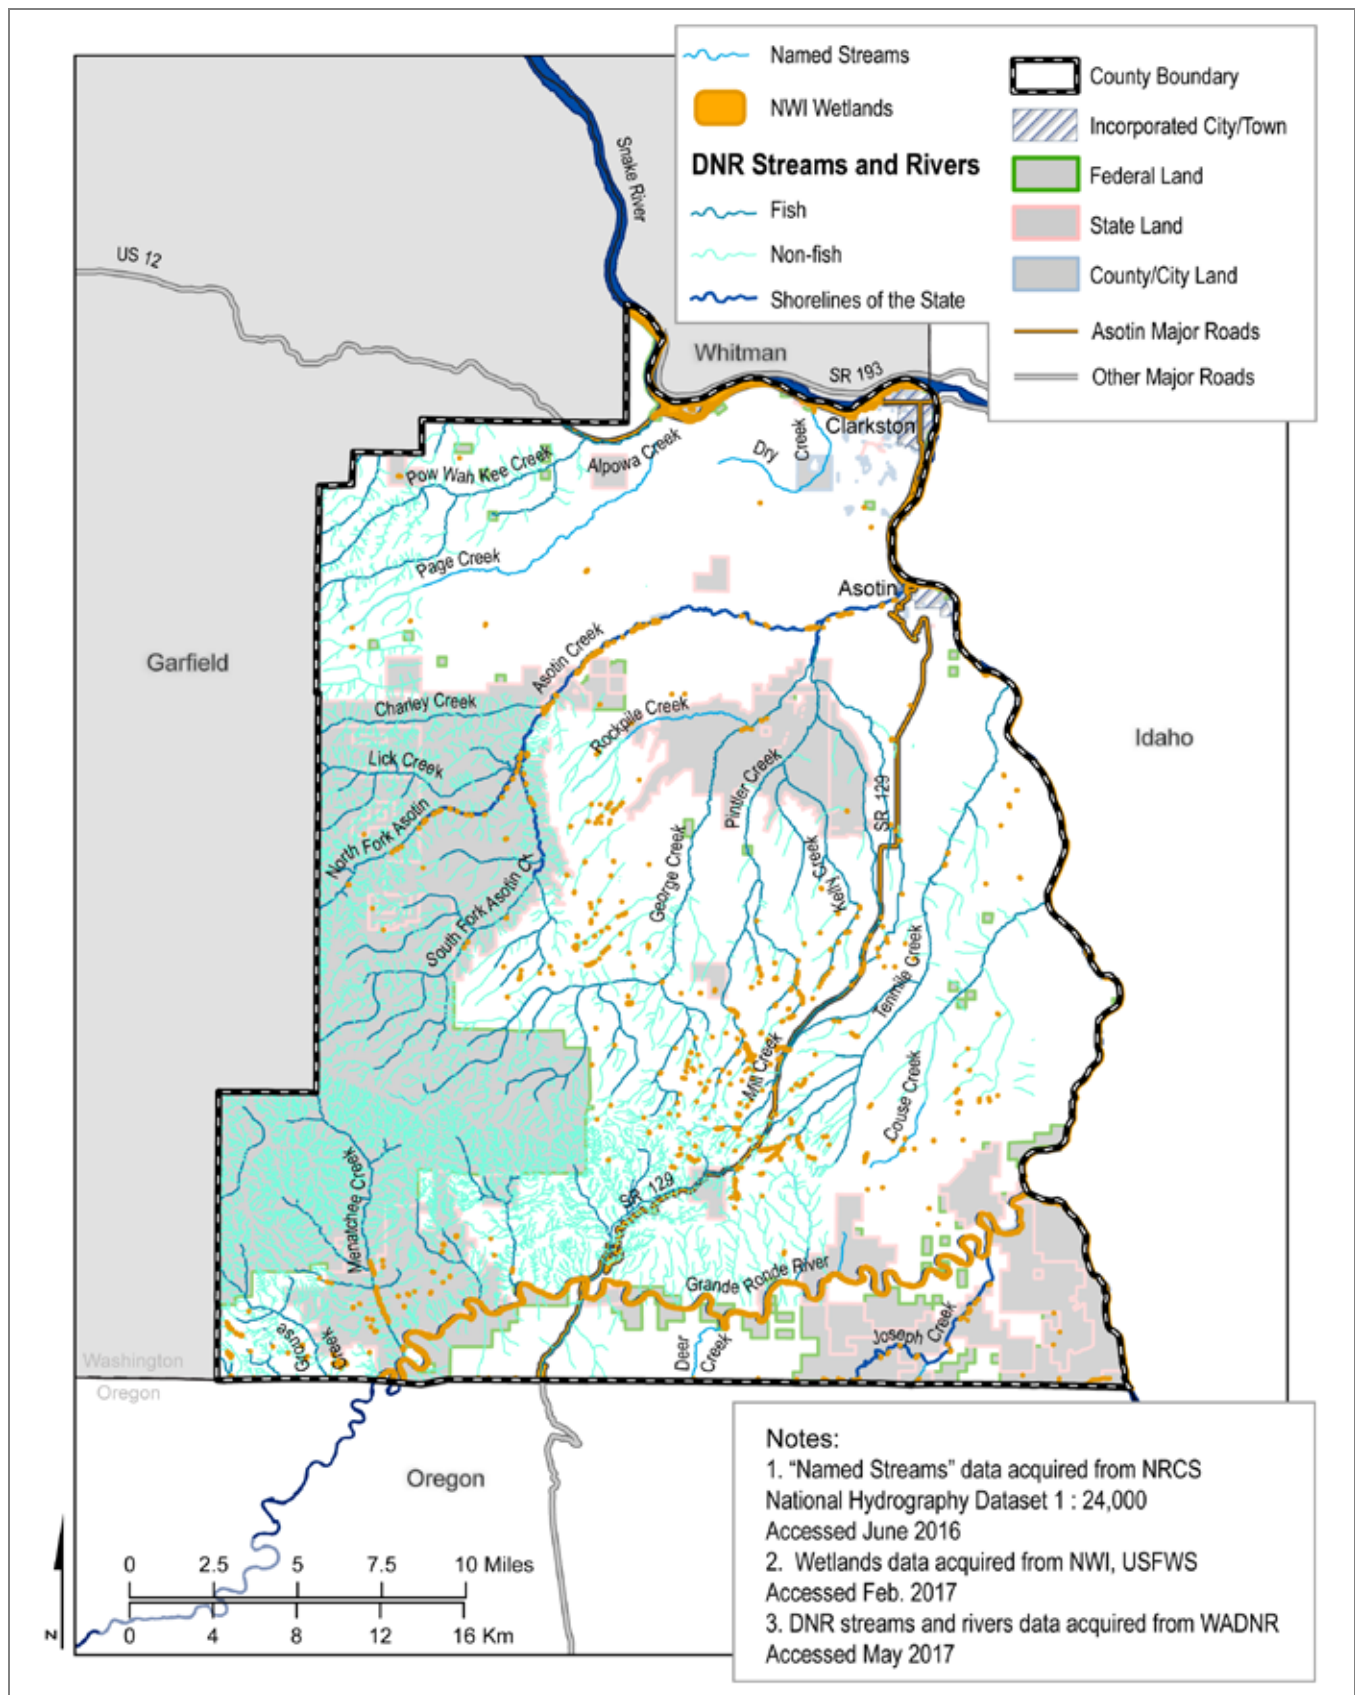 Named Streams
NWI Wetlands
DNR Streams and Rivers
Fish
Non-fish
Shorelines of the State
County Boundary
Incorporated City/Town
Federal Land
State Land
County/City Land
Asotin Major Roads
Other Major Roads
Snake River
US 12
Whitman
SR 193
Clarkston
Dry
Creek
Alpowa Creek
Pow Wah Kee Creek
Page Creek
Asotin
Garfield
Asotin Creek
Charley Creek
Rockpile Creek
Lick Creek
Idaho
Pintler Creek
SR 129
North Fork Asotin
George Creek
Kelly Creek
South Fork Asotin Ck
Tenmile Creek
Mill Creek
Couse Creek
Menatchee Creek
SR 129
Grande Ronde River
Grouse
Creek
Deer
Creek
Joseph Creek
Washington
Oregon
Oregon
0 2.5 5 7.5 10 Miles
0 4 8 12 16 Km
N
Notes:
1. “Named Streams” data acquired from NRCS
National Hydrography Dataset 1 : 24,000
Accessed June 2016
2. Wetlands data acquired from NWI, USFWS
Accessed Feb. 2017
3. DNR streams and rivers data acquired from WADNR
Accessed May 2017